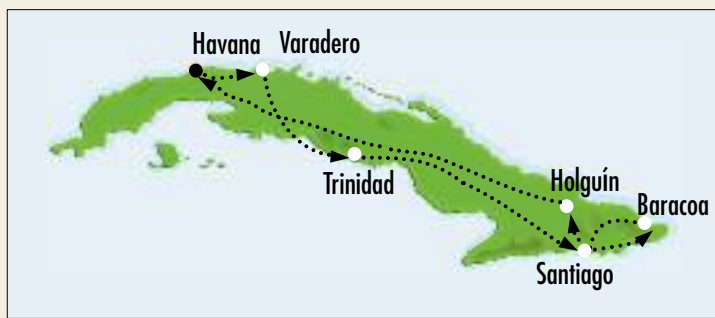 Havana
Varadero
Trinidad
Holguín
Baracoa
Santiago